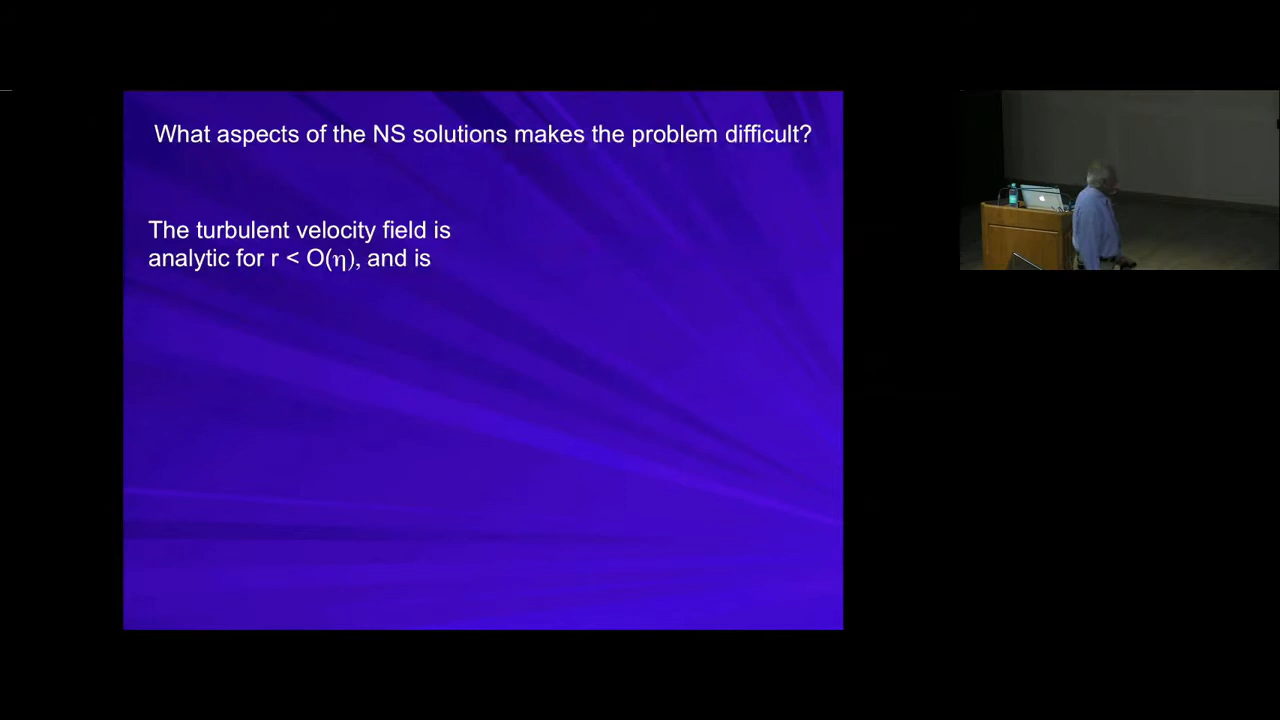 What aspects of the NS solutions makes the problem difficult?
The turbulent velocity field is
analytic for r < O(η), and is